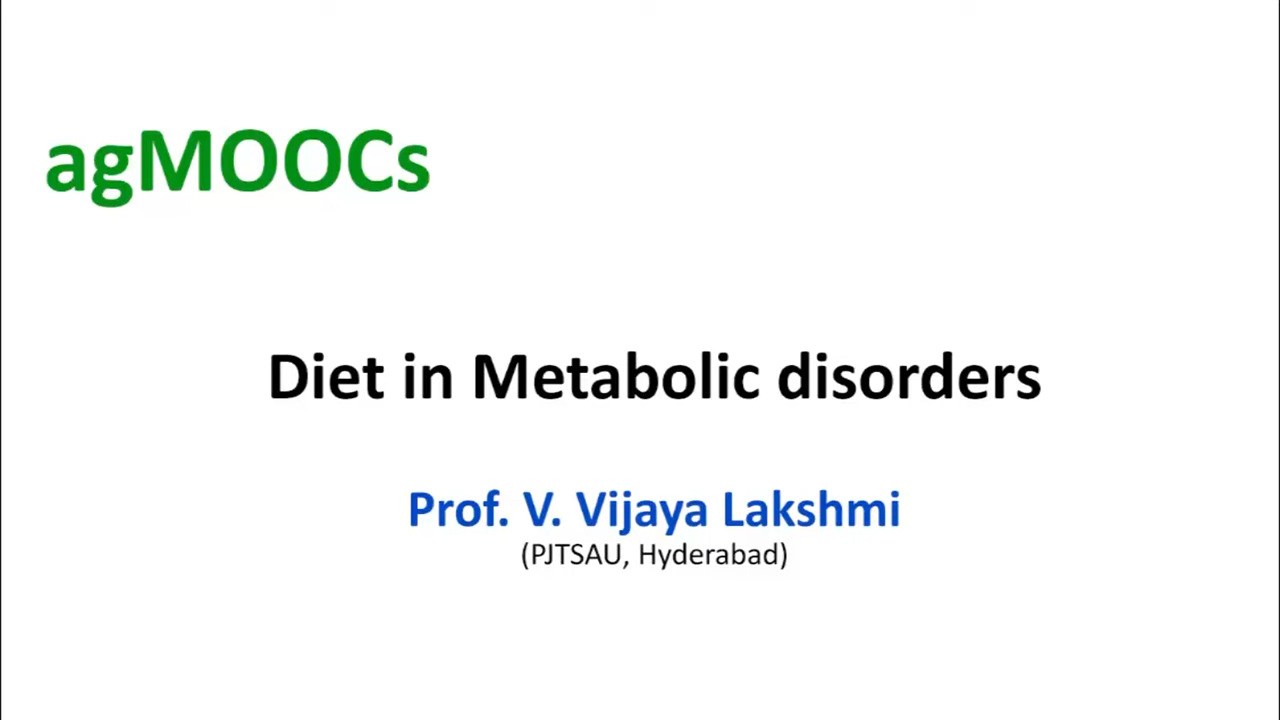 agMOOCs
Diet in Metabolic disorders
Prof. V. Vijaya Lakshmi
(PJTSAU, Hyderabad)